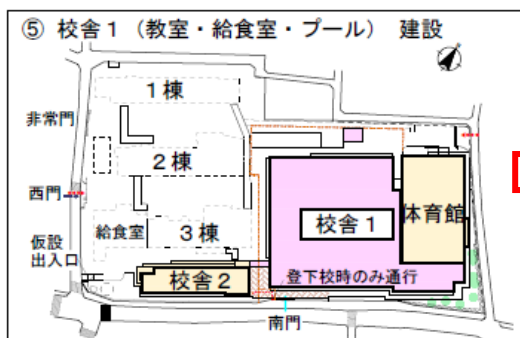 ⑤ 校舎１（教室・給食室・プール） 建設
１棟
非常門
２棟
西門
体育館
校舎１
給食室
３棟
仮設
出入口
校舎２
登下校時のみ通行
南門